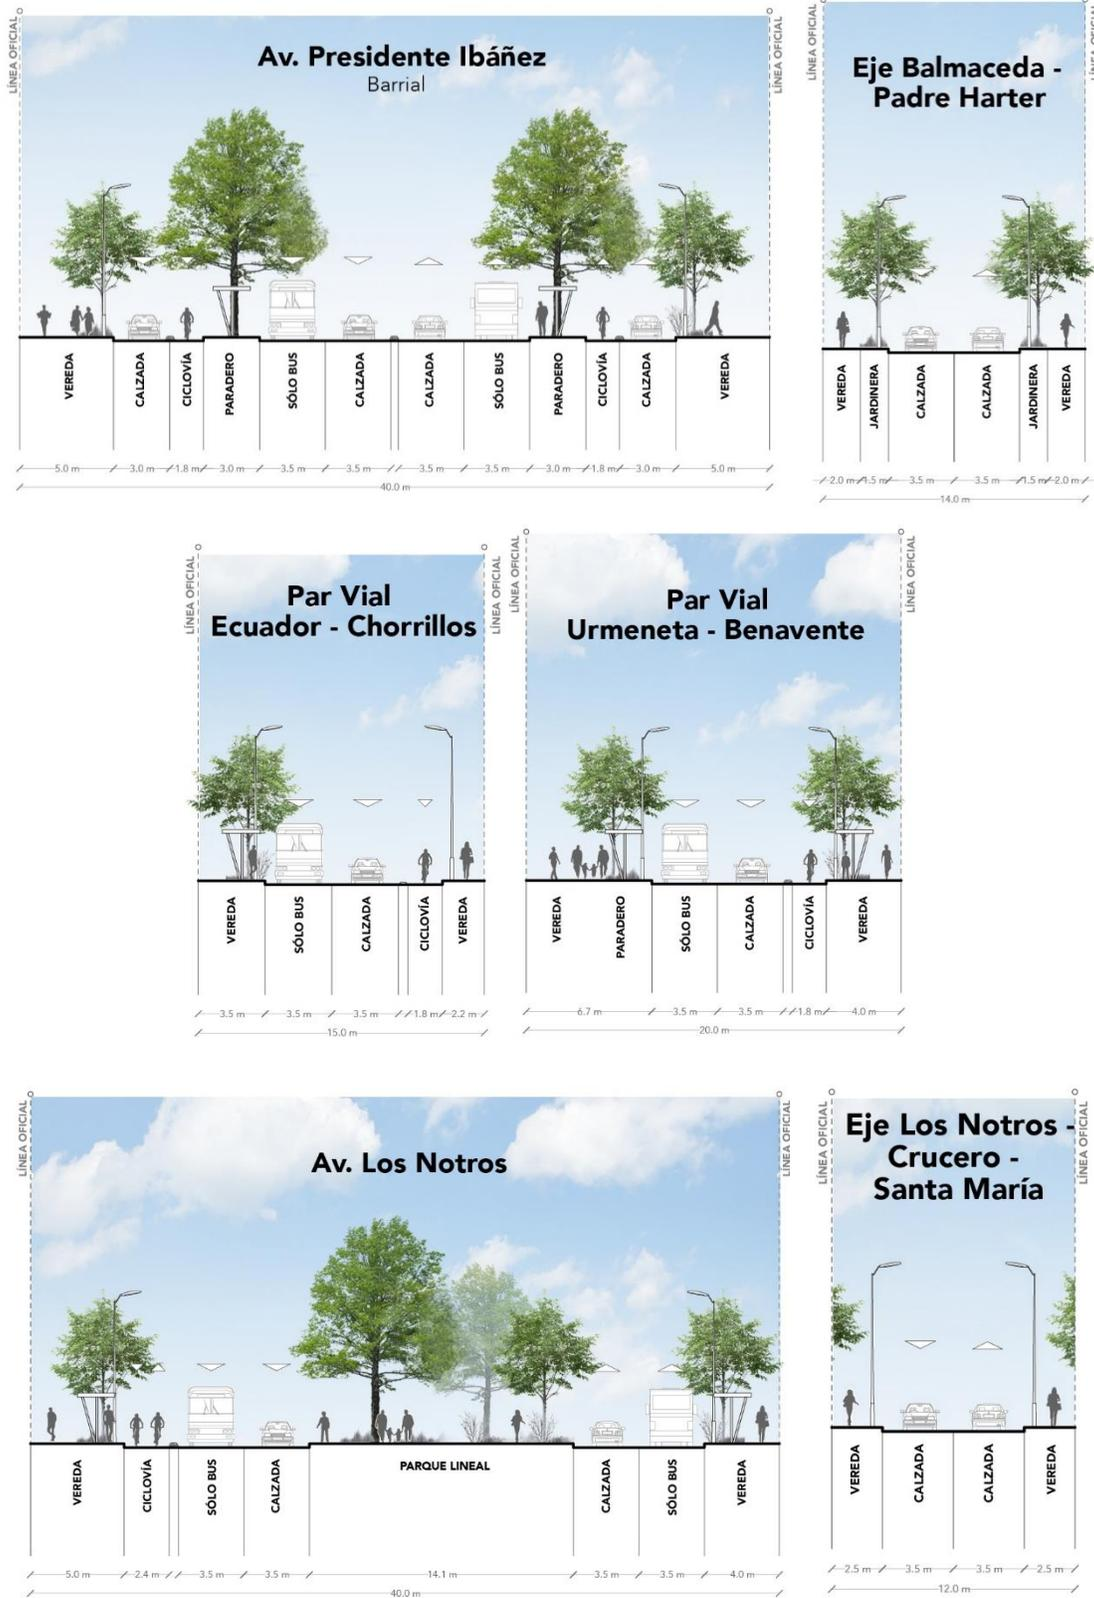 LÍNEA OFICIAL
Av. Presidente Ibáñez
Barrial
LÍNEA OFICIAL
VEREDA
CALZADA
CICLOVÍA
PARADERO
SÓLO BUS
CALZADA
CALZADA
SÓLO BUS
PARADERO
CICLOVÍA
CALZADA
VEREDA
5.0 m 3.0 m 1.8 m 3.0 m 3.5 m 3.5 m 3.5 m 3.5 m 3.0 m 1.8 m 3.0 m 5.0 m
40.0 m
LÍNEA OFICIAL
Eje Balmaceda -
Padre Harter
LÍNEA OFICIAL
VEREDA
JARDINERA
CALZADA
CALZADA
JARDINERA
VEREDA
2.0 m 1.5 m 3.5 m 3.5 m 1.5 m 2.0 m
14.0 m
LÍNEA OFICIAL
Par Vial
Ecuador - Chorrillos
LÍNEA OFICIAL
VEREDA
SÓLO BUS
CALZADA
CICLOVÍA
VEREDA
3.5 m 3.5 m 3.5 m 1.8 m 2.2 m
15.0 m
LÍNEA OFICIAL
Par Vial
Urmeneta - Benavente
LÍNEA OFICIAL
VEREDA
PARADERO
SÓLO BUS
CALZADA
CICLOVÍA
VEREDA
6.7 m 3.5 m 3.5 m 1.8 m 4.0 m
20.0 m
LÍNEA OFICIAL
Av. Los Notros
LÍNEA OFICIAL
VEREDA
CICLOVÍA
SÓLO BUS
CALZADA
PARQUE LINEAL
CALZADA
SÓLO BUS
VEREDA
5.0 m 2.4 m 3.5 m 3.5 m 14.1 m 3.5 m 3.5 m 4.0 m
40.0 m
LÍNEA OFICIAL
Eje Los Notros -
Crucero -
Santa María
LÍNEA OFICIAL
VEREDA
CALZADA
CALZADA
VEREDA
2.5 m 3.5 m 3.5 m 2.5 m
12.0 m